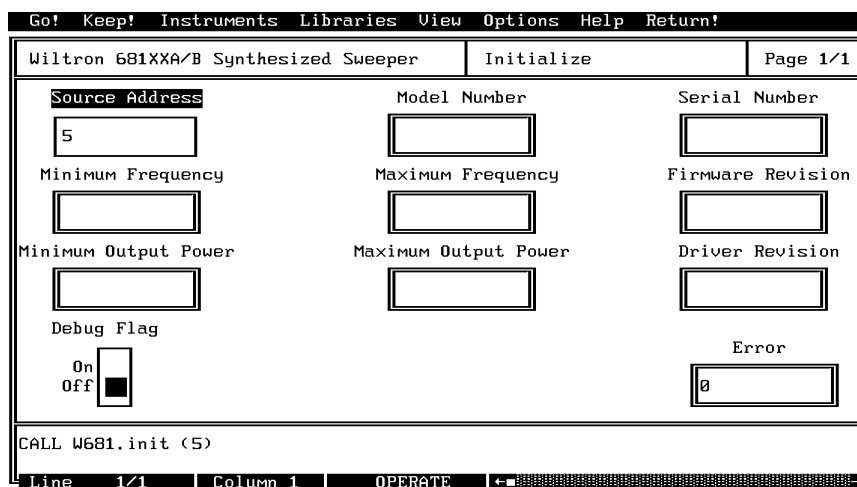 Go! Keep! Instruments Libraries View Options Help Return!
Wiltron 681XXA/B Synthesized Sweeper Initialize Page 1/1
Source Address Model Number Serial Number
5
Minimum Frequency Maximum Frequency Firmware Revision
Minimum Output Power Maximum Output Power Driver Revision
Debug Flag
Error
On
Off
0
CALL W681.init (5)
Line 1/1 Column 1 OPERATE